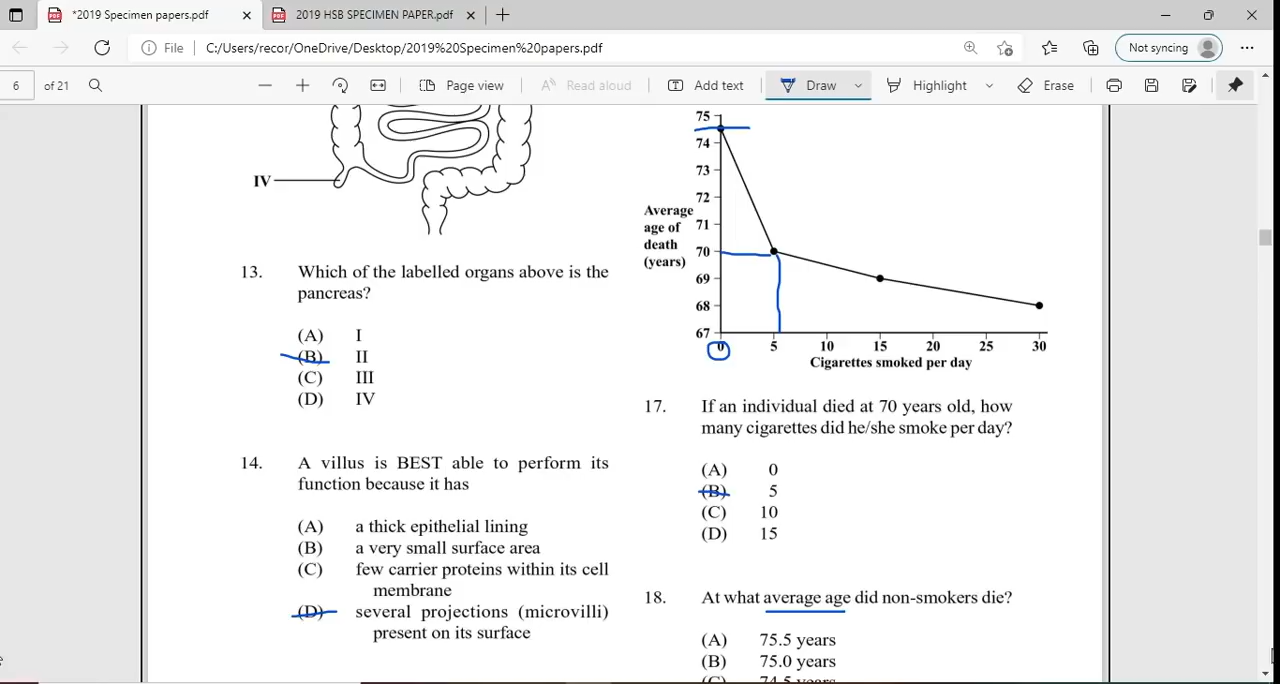 *2019 Specimen papers.pdf
2019 HSB SPECIMEN PAPER.pdf
File
C:/Users/recor/OneDrive/Desktop/2019%20Specimen%20papers.pdf
Not syncing
6 of 21
Page view
Read aloud
Add text
Draw
Highlight
Erase
IV
13. Which of the labelled organs above is the
pancreas?
(A) I
(B) II
(C) III
(D) IV
14. A villus is BEST able to perform its
function because it has
(A) a thick epithelial lining
(B) a very small surface area
(C) few carrier proteins within its cell
membrane
(D) several projections (microvilli)
present on its surface
75
74
73
72
71
70
69
68
67
Average
age of
death
(years)
0 5 10 15 20 25 30
Cigarettes smoked per day
17. If an individual died at 70 years old, how
many cigarettes did he/she smoke per day?
(A) 0
(B) 5
(C) 10
(D) 15
18. At what average age did non-smokers die?
(A) 75.5 years
(B) 75.0 years
(C) 74.5 years